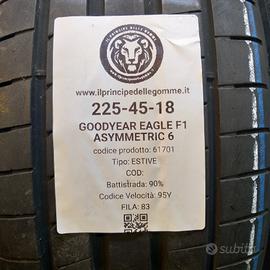 IL PRINCIPE DELLE GOMME
www.ilprincipedellegomme.it
225-45-18
GOODYEAR EAGLE F1
ASYMMETRIC 6
codice prodotto: 61701
Tipo: ESTIVE
COD:
Battistrada: 90%
Codice Velocità: 95Y
FILA: 83
subito